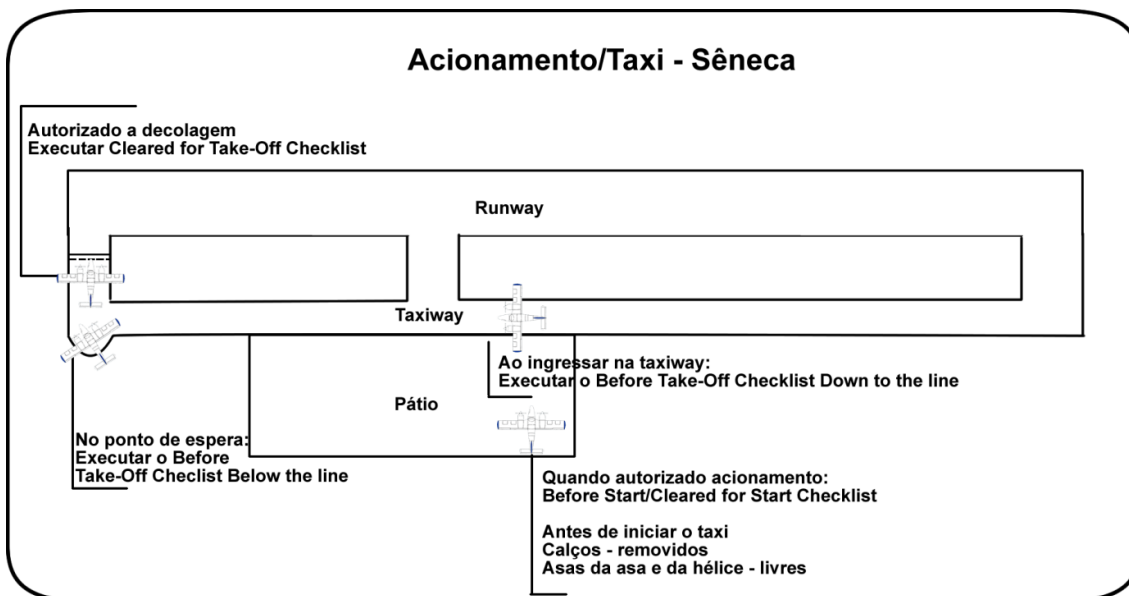 Acionamento/Taxi - Sêneca
Autorizado a decolagem
Executar Cleared for Take-Off Checklist
Runway
Taxiway
Ao ingressar na taxiway:
Executar o Before Take-Off Checklist Down to the line
Pátio
No ponto de espera:
Executar o Before
Take-Off Checlist Below the line
Quando autorizado acionamento:
Before Start/Cleared for Start Checklist
Antes de iniciar o taxi
Calços - removidos
Asas da asa e da hélice - livres